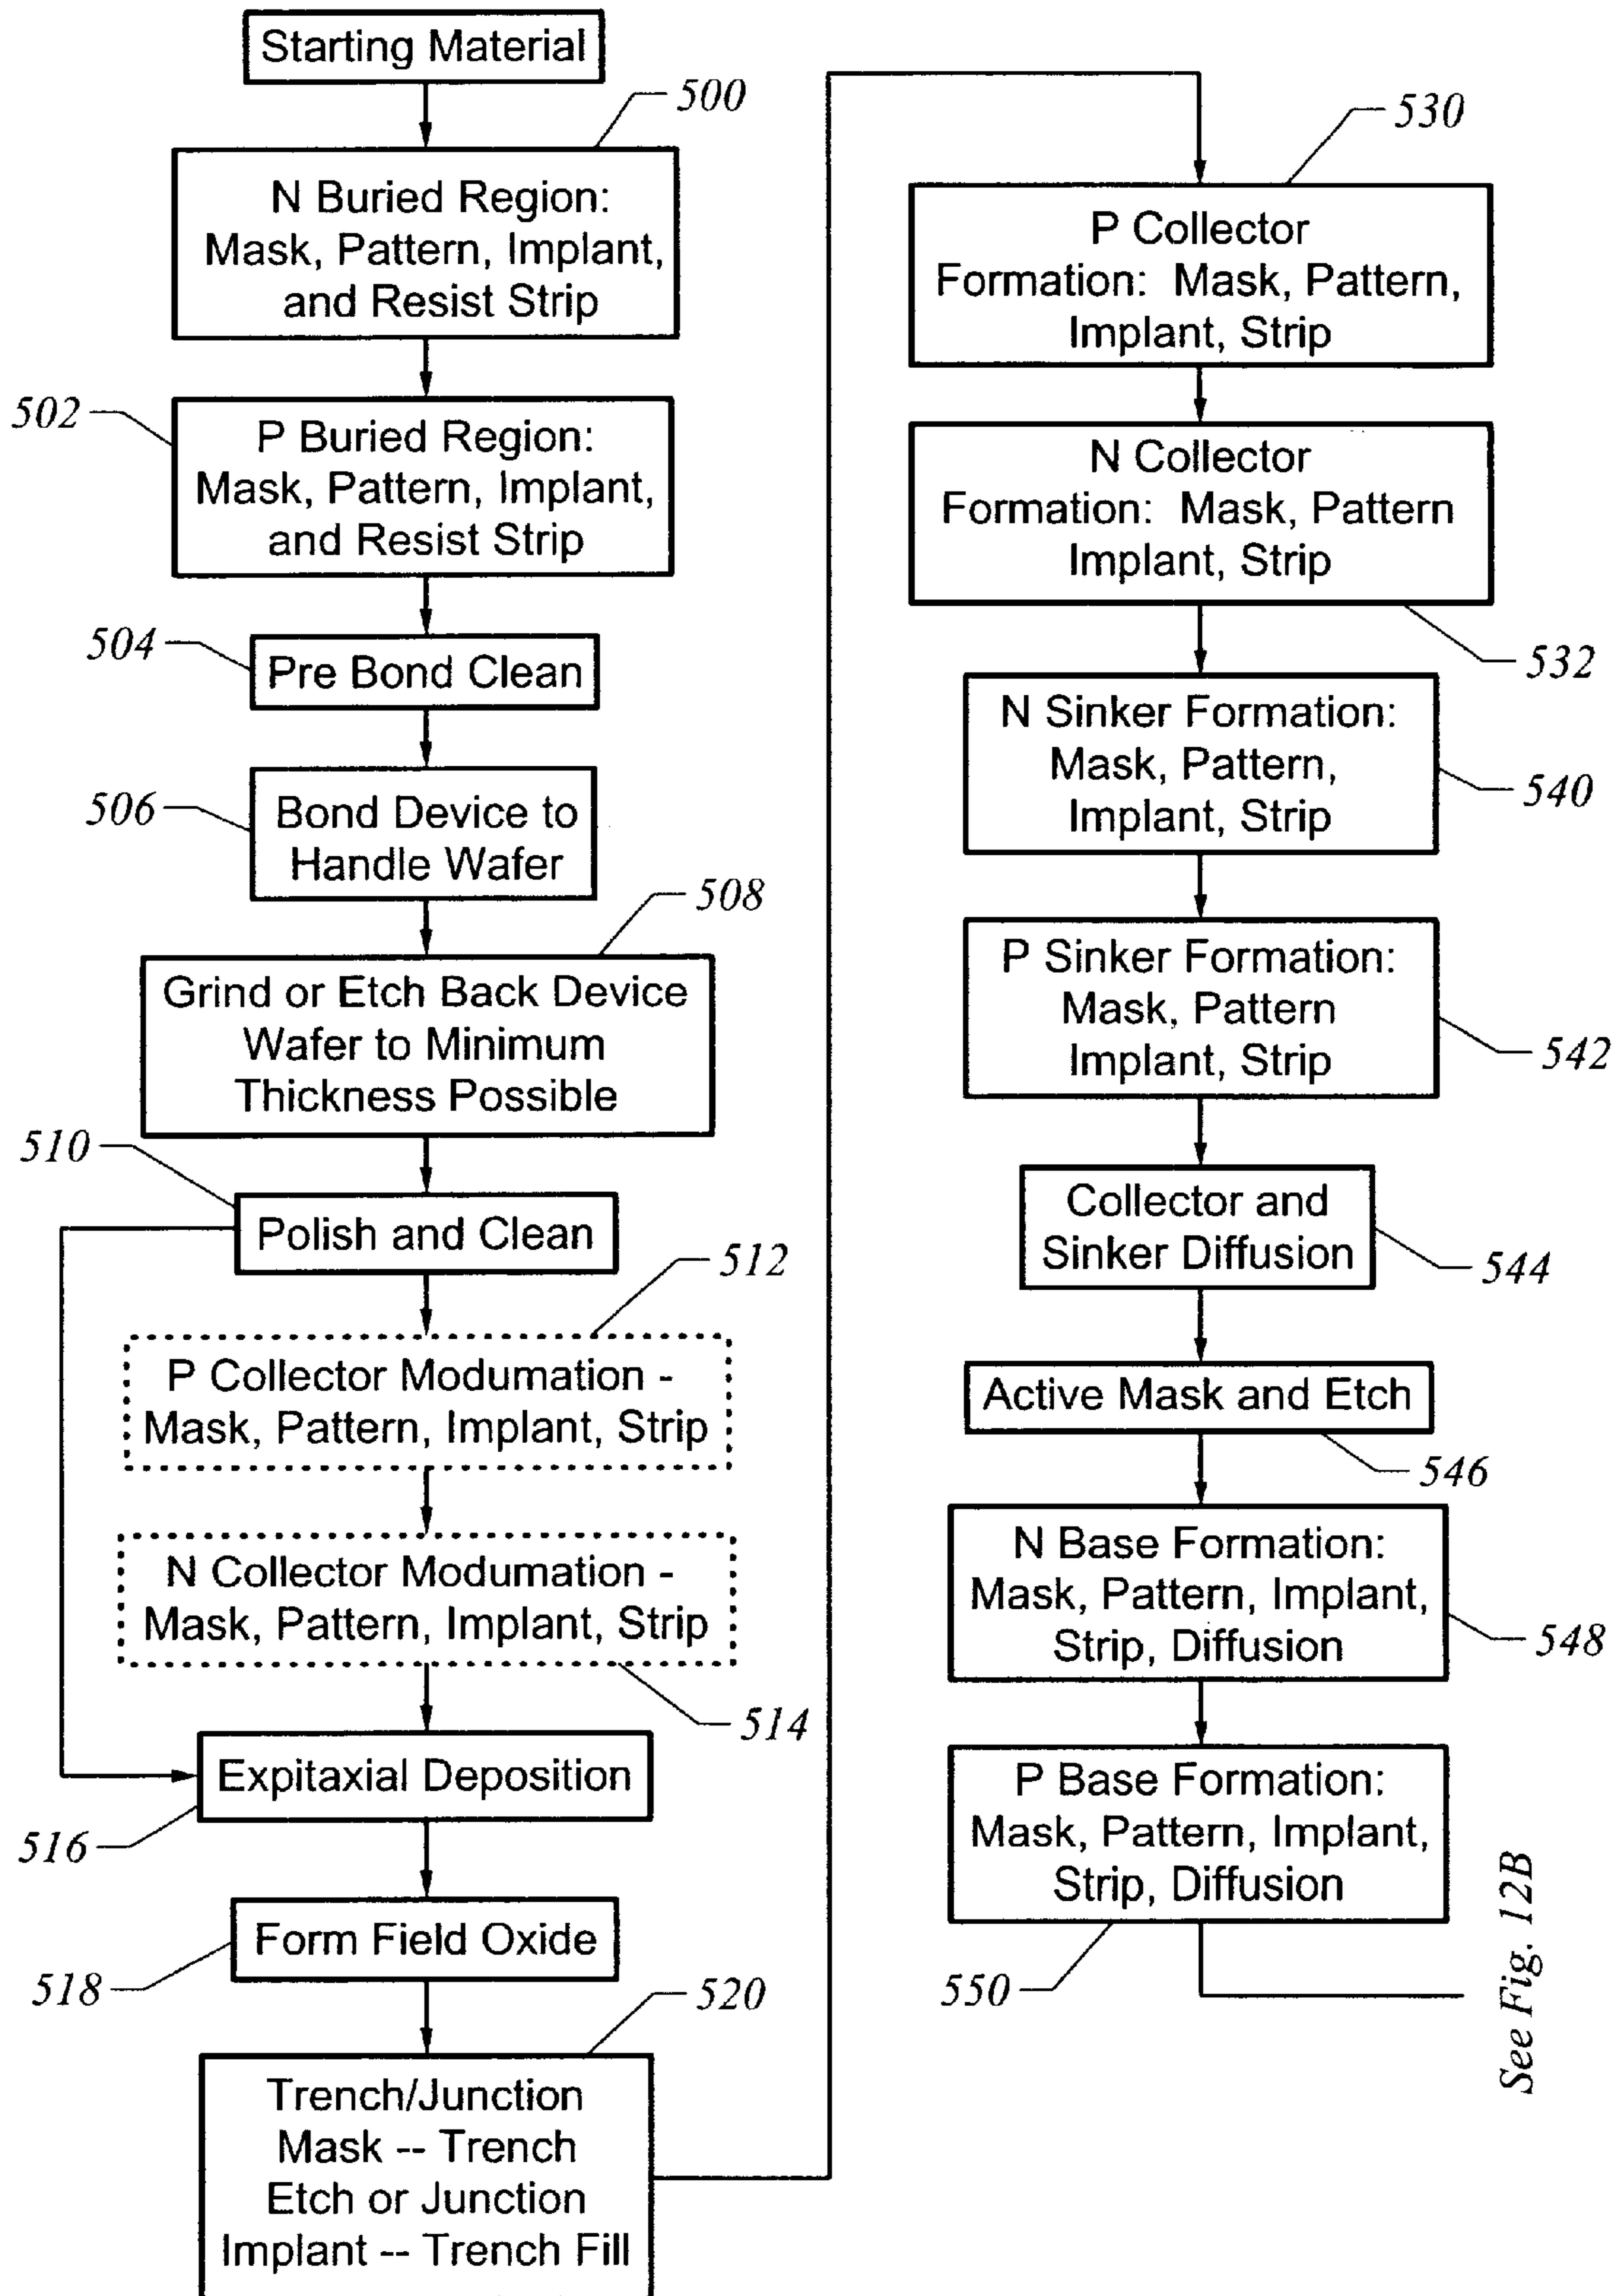 Starting Material
500
N Buried Region:
Mask, Pattern, Implant,
and Resist Strip
502
P Buried Region:
Mask, Pattern, Implant,
and Resist Strip
504
Pre Bond Clean
506
Bond Device to
Handle Wafer
508
Grind or Etch Back Device
Wafer to Minimum
Thickness Possible
510
Polish and Clean
512
P Collector Modumation -
Mask, Pattern, Implant, Strip
N Collector Modumation -
Mask, Pattern, Implant, Strip
514
Expitaxial Deposition
516
Form Field Oxide
518
520
Trench/Junction
Mask -- Trench
Etch or Junction
Implant -- Trench Fill
530
P Collector
Formation: Mask, Pattern,
Implant, Strip
N Collector
Formation: Mask, Pattern
Implant, Strip
532
N Sinker Formation:
Mask, Pattern,
Implant, Strip
540
P Sinker Formation:
Mask, Pattern
Implant, Strip
542
Collector and
Sinker Diffusion
544
Active Mask and Etch
546
N Base Formation:
Mask, Pattern, Implant,
Strip, Diffusion
548
P Base Formation:
Mask, Pattern, Implant,
Strip, Diffusion
550
See Fig. 12B